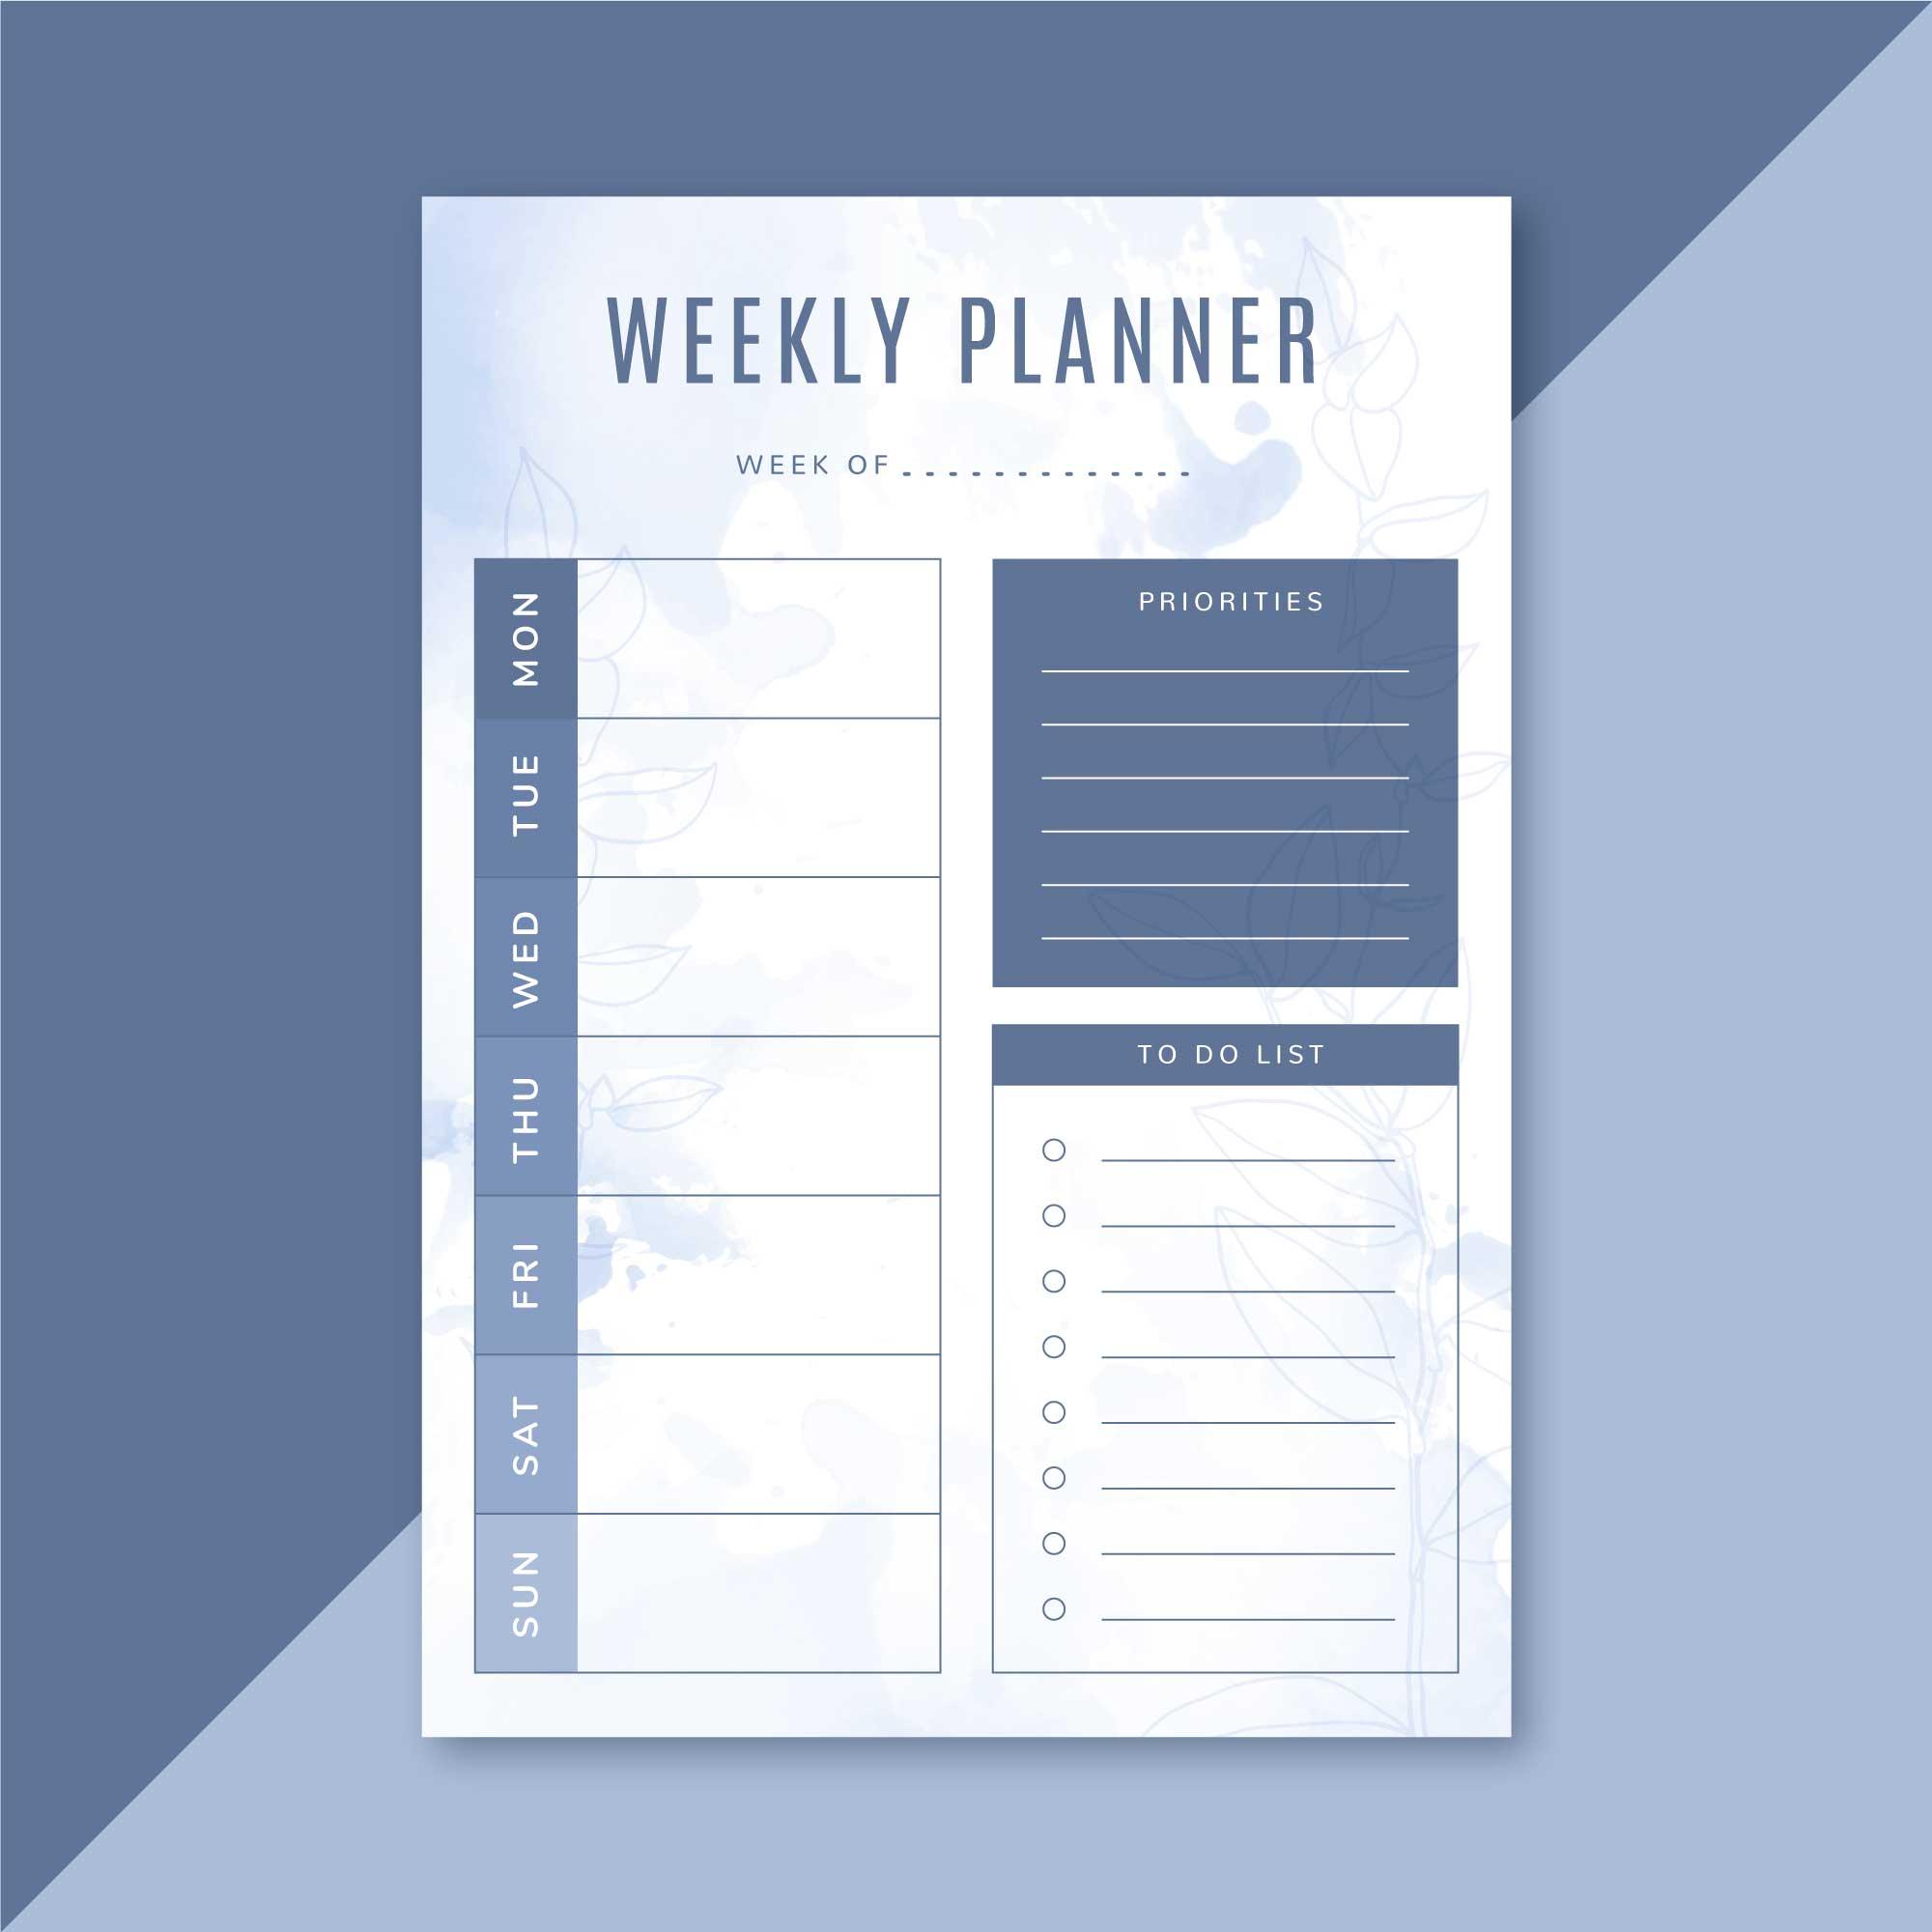 WEEKLY PLANNER
WEEK OF
MON
TUE
WED
THU
FRI
SAT
SUN
PRIORITIES
TO DO LIST